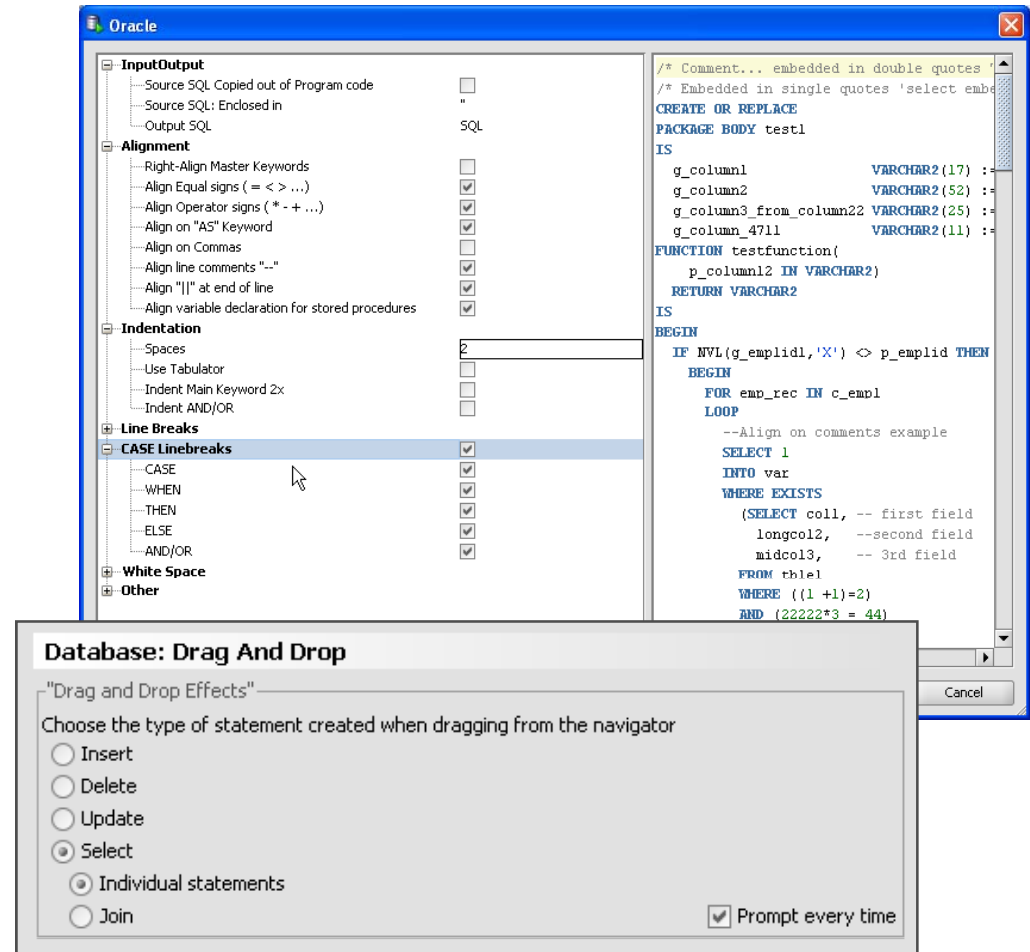 Oracle
InputOutput
Source SQL Copied out of Program code
Source SQL: Enclosed in "
Output SQL SQL
Alignment
Right-Align Master Keywords
Align Equal signs ( = < > ...)
Align Operator signs ( * - + ...)
Align on "AS" Keyword
Align on Commas
Align line comments "--"
Align "||" at end of line
Align variable declaration for stored procedures
Indentation
Spaces 2
Use Tabulator
Indent Main Keyword 2x
Indent AND/OR
Line Breaks
CASE Linebreaks
CASE
WHEN
THEN
ELSE
AND/OR
White Space
Other
/* Comment... embedded in double quotes "
/* Embedded in single quotes 'select embe
CREATE OR REPLACE
PACKAGE BODY test1
IS
g_column1 VARCHAR2(17) :=
g_column2 VARCHAR2(52) :=
g_column3_from_column22 VARCHAR2(25) :=
g_column_4711 VARCHAR2(11) :=
FUNCTION testfunction(
p_column12 IN VARCHAR2)
RETURN VARCHAR2
IS
BEGIN
IF NVL(g_emplid1,'X') <> p_emplid THEN
BEGIN
FOR emp_rec IN c_empl
LOOP
--Align on comments example
SELECT 1
INTO var
WHERE EXISTS
(SELECT col1, -- first field
longcol2, --second field
midcol3, -- 3rd field
FROM tble1
WHERE ((1 +1)=2)
AND (22222*3 = 44)
Cancel
Database: Drag And Drop
"Drag and Drop Effects"
Choose the type of statement created when dragging from the navigator
Insert
Delete
Update
Select
Individual statements
Join
Prompt every time